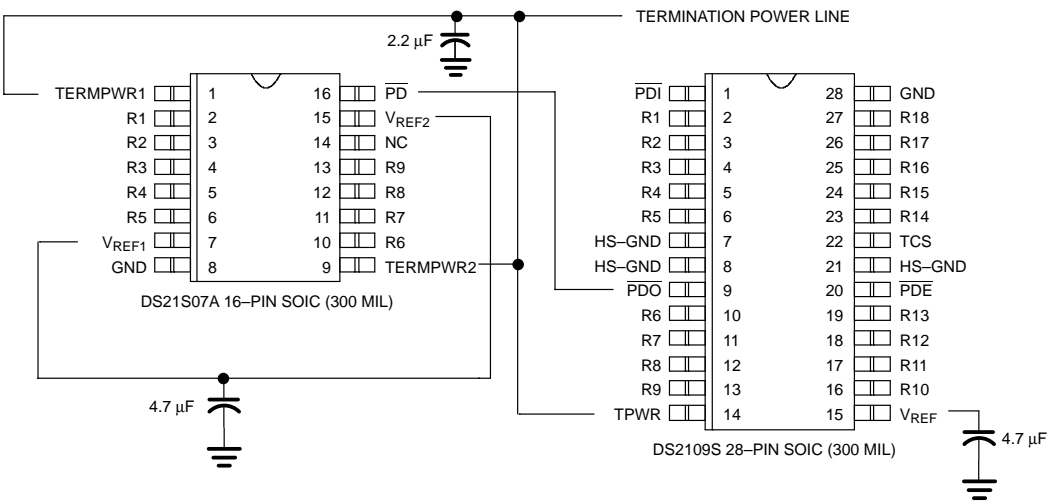 TERMINATION POWER LINE
2.2 μF
TERMPWR1 1 16 P̅D̅
R1 2 15 VREF2
R2 3 14 NC
R3 4 13 R9
R4 5 12 R8
R5 6 11 R7
VREF1 7 10 R6
GND 8 9 TERMPWR2
DS21S07A 16–PIN SOIC (300 MIL)
4.7 μF
P̅D̅I̅ 1 28 GND
R1 2 27 R18
R2 3 26 R17
R3 4 25 R16
R4 5 24 R15
R5 6 23 R14
HS–GND 7 22 TCS
HS–GND 8 21 HS–GND
P̅D̅O̅ 9 20 P̅D̅E̅
R6 10 19 R13
R7 11 18 R12
R8 12 17 R11
R9 13 16 R10
TPWR 14 15 VREF
DS2109S 28–PIN SOIC (300 MIL)
4.7 μF